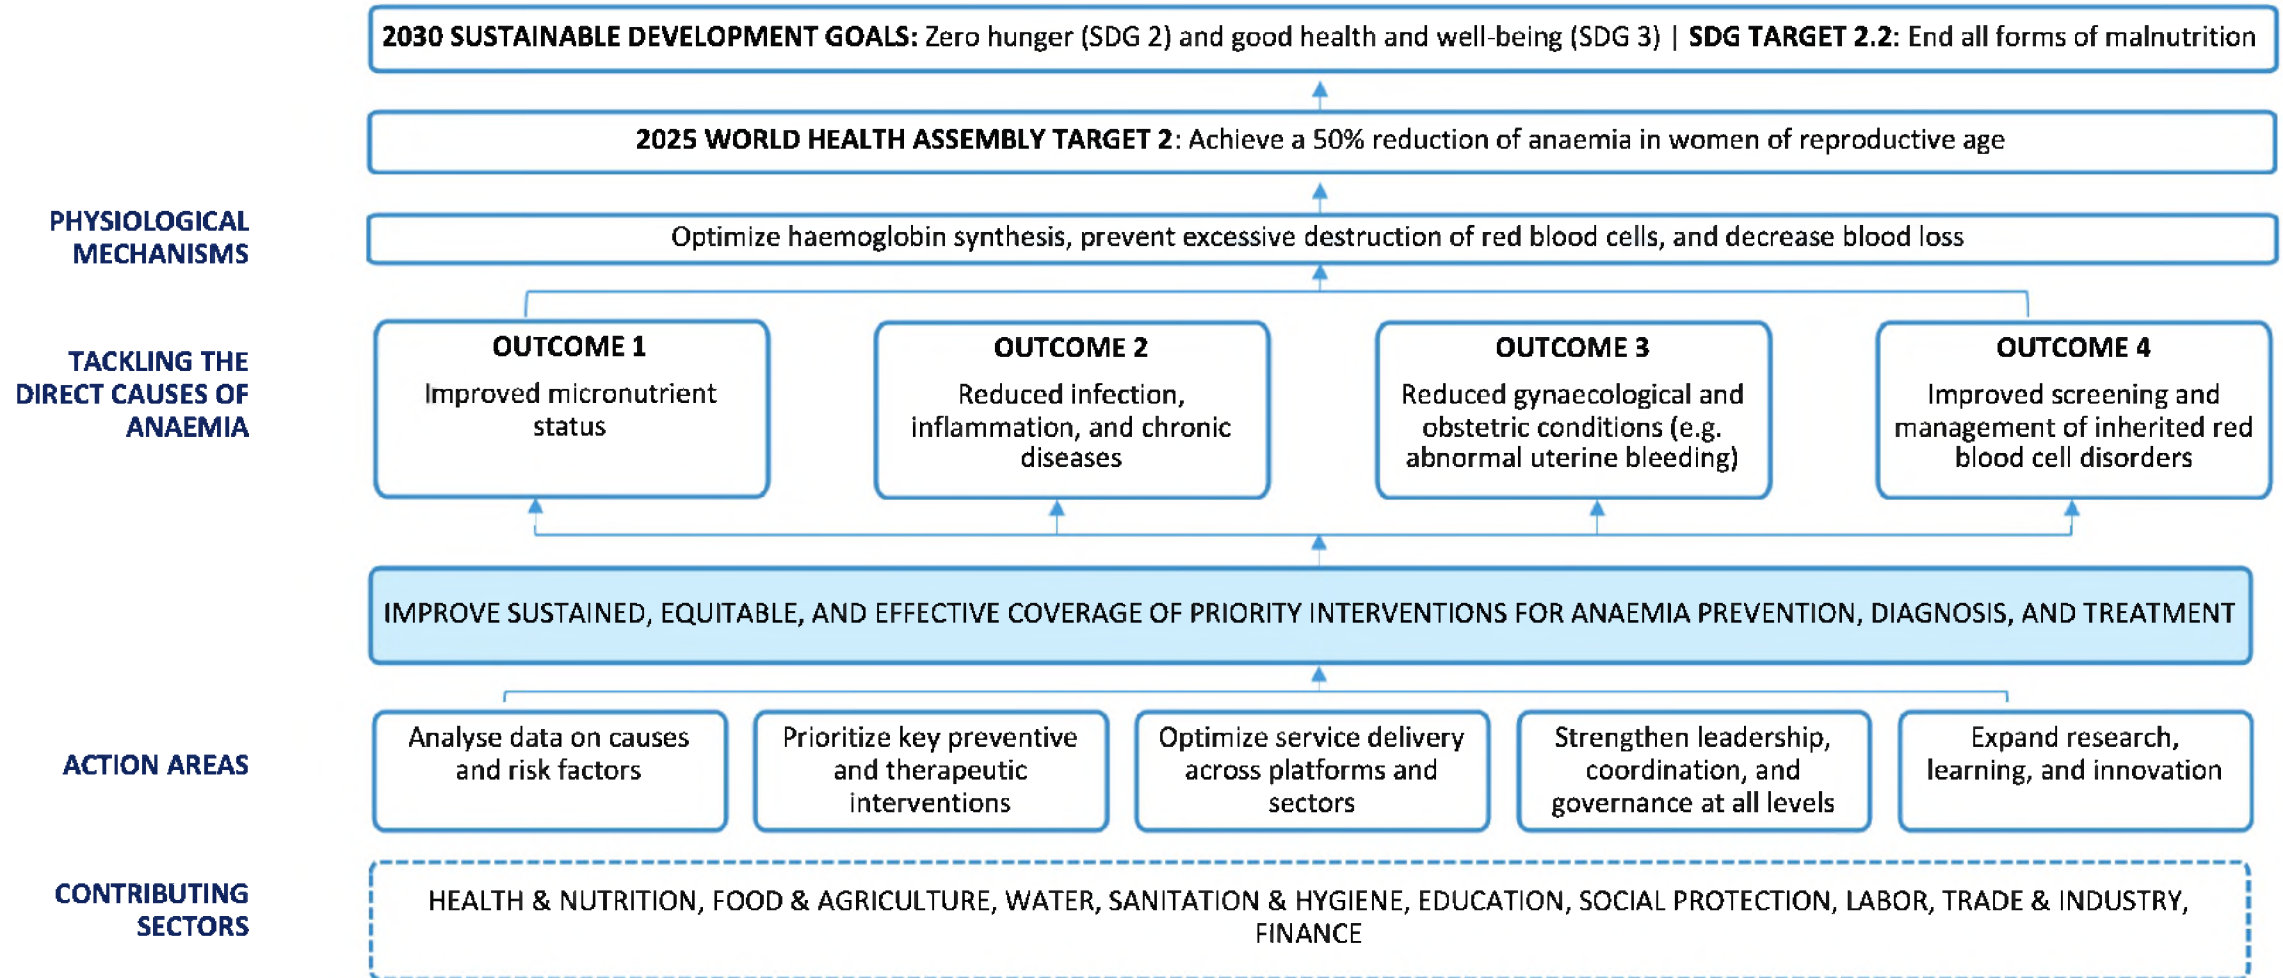 2030 SUSTAINABLE DEVELOPMENT GOALS: Zero hunger (SDG 2) and good health and well-being (SDG 3) | SDG TARGET 2.2: End all forms of malnutrition
2025 WORLD HEALTH ASSEMBLY TARGET 2: Achieve a 50% reduction of anaemia in women of reproductive age
PHYSIOLOGICAL
MECHANISMS
Optimize haemoglobin synthesis, prevent excessive destruction of red blood cells, and decrease blood loss
TACKLING THE
DIRECT CAUSES OF
ANAEMIA
OUTCOME 1
Improved micronutrient
status
OUTCOME 2
Reduced infection,
inflammation, and chronic
diseases
OUTCOME 3
Reduced gynaecological and
obstetric conditions (e.g.
abnormal uterine bleeding)
OUTCOME 4
Improved screening and
management of inherited red
blood cell disorders
IMPROVE SUSTAINED, EQUITABLE, AND EFFECTIVE COVERAGE OF PRIORITY INTERVENTIONS FOR ANAEMIA PREVENTION, DIAGNOSIS, AND TREATMENT
ACTION AREAS
Analyse data on causes
and risk factors
Prioritize key preventive
and therapeutic
interventions
Optimize service delivery
across platforms and
sectors
Strengthen leadership,
coordination, and
governance at all levels
Expand research,
learning, and innovation
CONTRIBUTING
SECTORS
HEALTH & NUTRITION, FOOD & AGRICULTURE, WATER, SANITATION & HYGIENE, EDUCATION, SOCIAL PROTECTION, LABOR, TRADE & INDUSTRY,
FINANCE